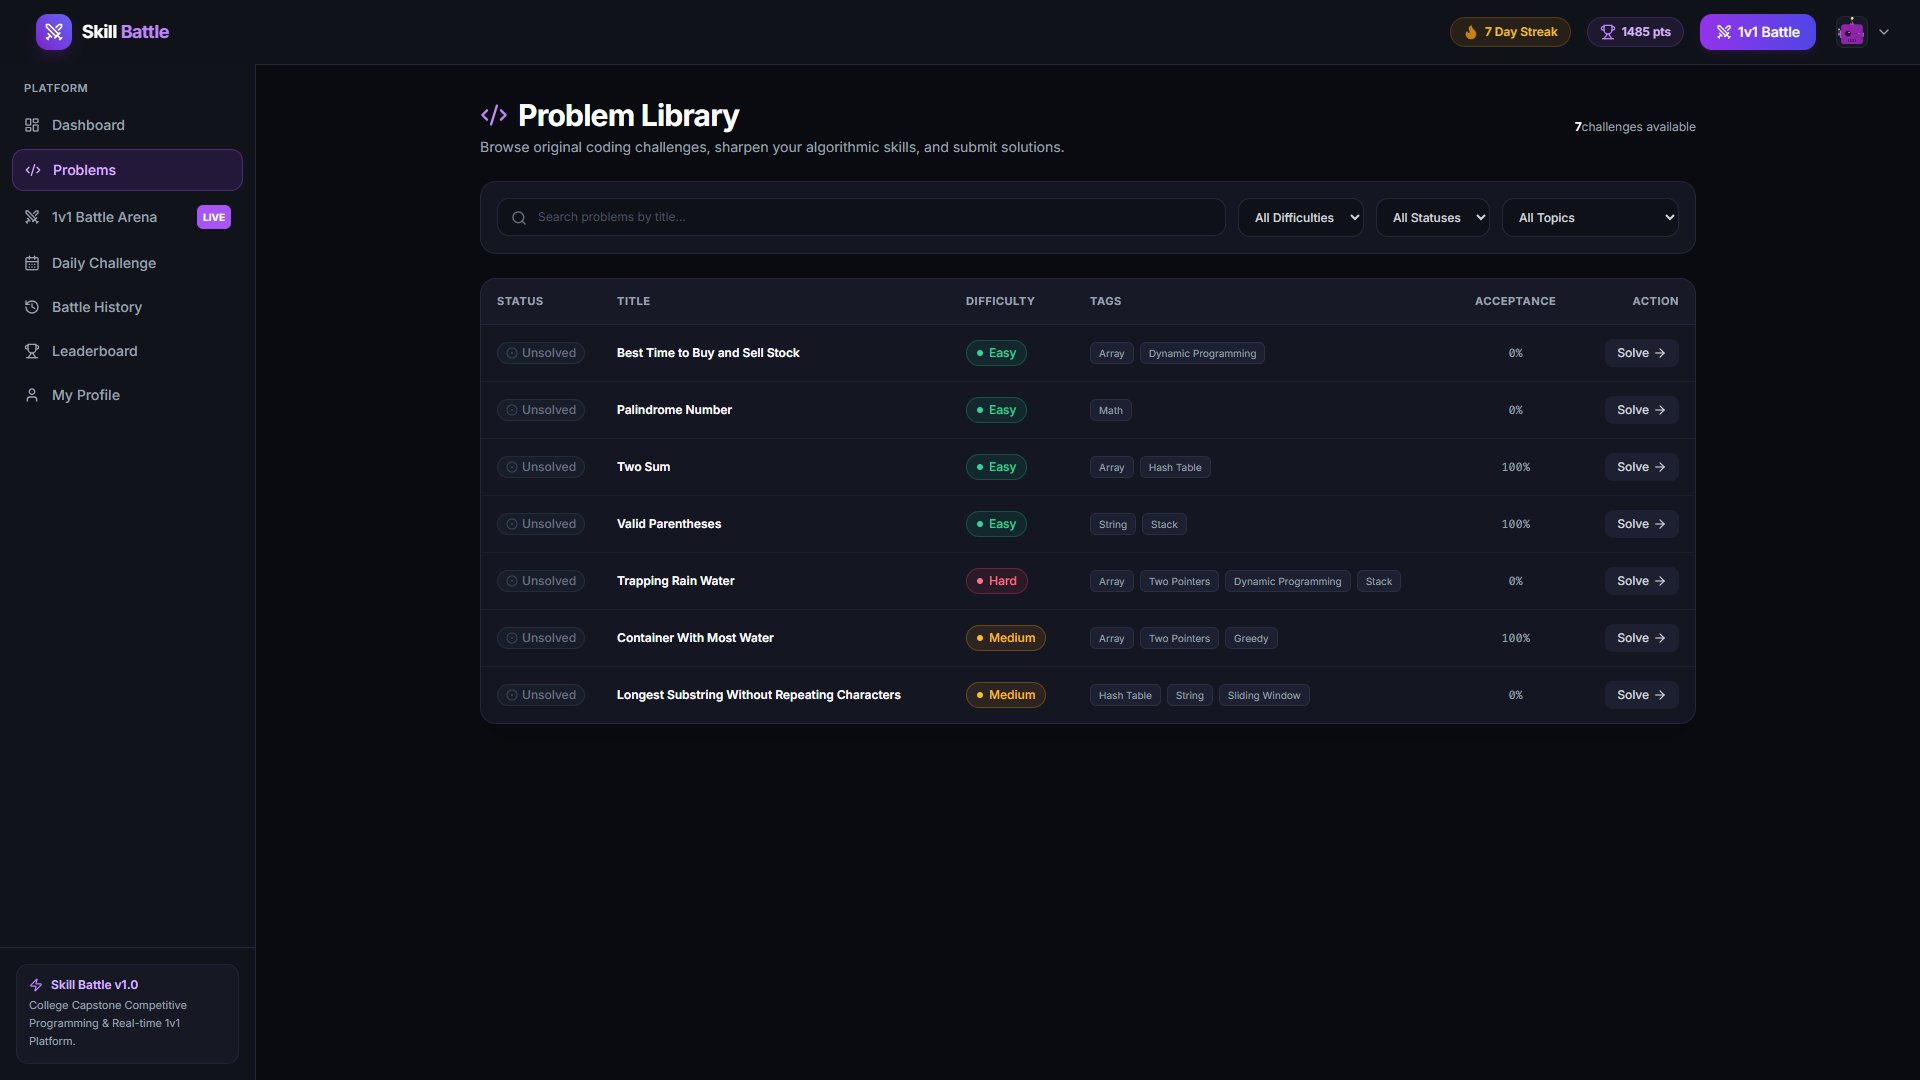 Skill Battle
7 Day Streak
1485 pts
1v1 Battle
PLATFORM
Dashboard
Problems
1v1 Battle Arena
LIVE
Daily Challenge
Battle History
Leaderboard
My Profile
Skill Battle v1.0
College Capstone Competitive
Programming & Real-time 1v1
Platform.
</> Problem Library
Browse original coding challenges, sharpen your algorithmic skills, and submit solutions.
7challenges available
Search problems by title...
All Difficulties
All Statuses
All Topics
STATUS TITLE DIFFICULTY TAGS ACCEPTANCE ACTION
Unsolved Best Time to Buy and Sell Stock Easy Array Dynamic Programming 0% Solve →
Unsolved Palindrome Number Easy Math 0% Solve →
Unsolved Two Sum Easy Array Hash Table 100% Solve →
Unsolved Valid Parentheses Easy String Stack 100% Solve →
Unsolved Trapping Rain Water Hard Array Two Pointers Dynamic Programming Stack 0% Solve →
Unsolved Container With Most Water Medium Array Two Pointers Greedy 100% Solve →
Unsolved Longest Substring Without Repeating Characters Medium Hash Table String Sliding Window 0% Solve →